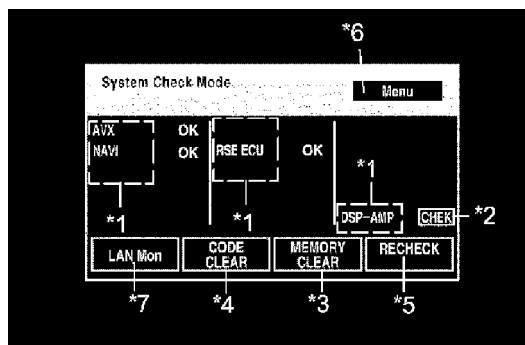 *6
System Check Mode
Menu
AVX OK
NAVI OK
RSE ECU OK
*1
*1
*1
DSP-AMP CHEK *2
LAN Mon
CODE CLEAR
MEMORY CLEAR
RECHECK
*7
*4
*3
*5